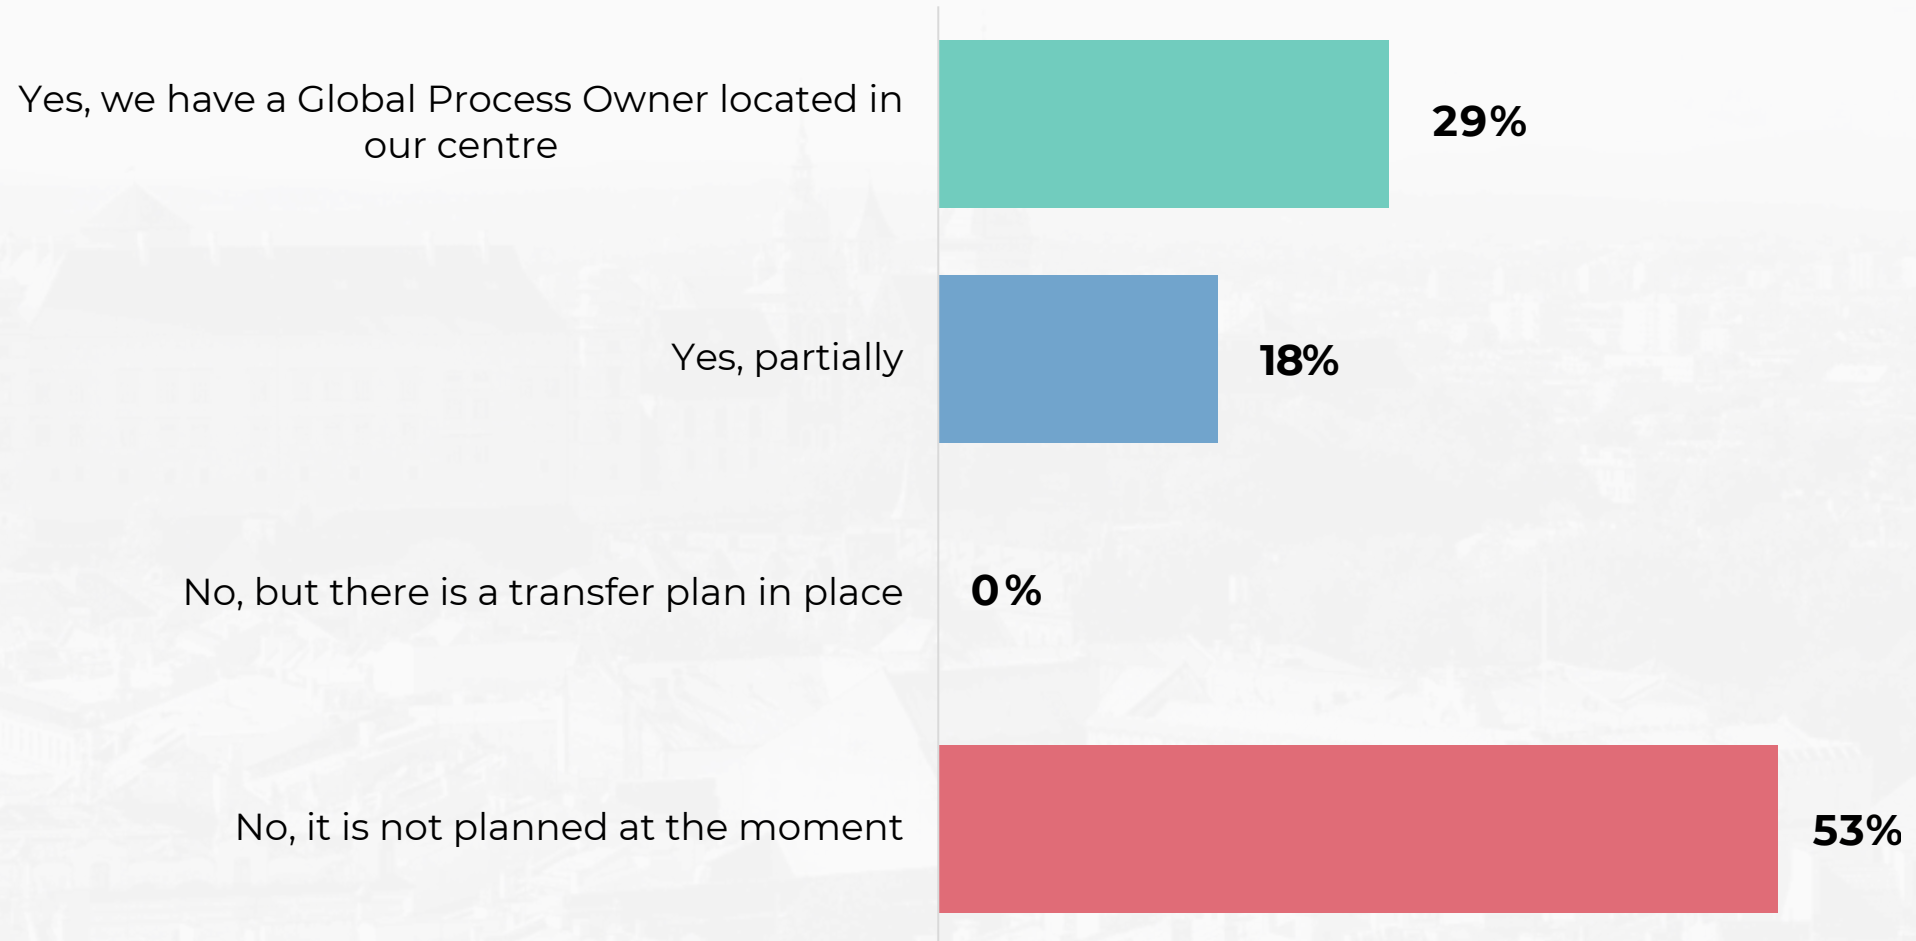 Yes, we have a Global Process Owner located in
our centre
29%
Yes, partially
18%
No, but there is a transfer plan in place
0%
No, it is not planned at the moment
53%